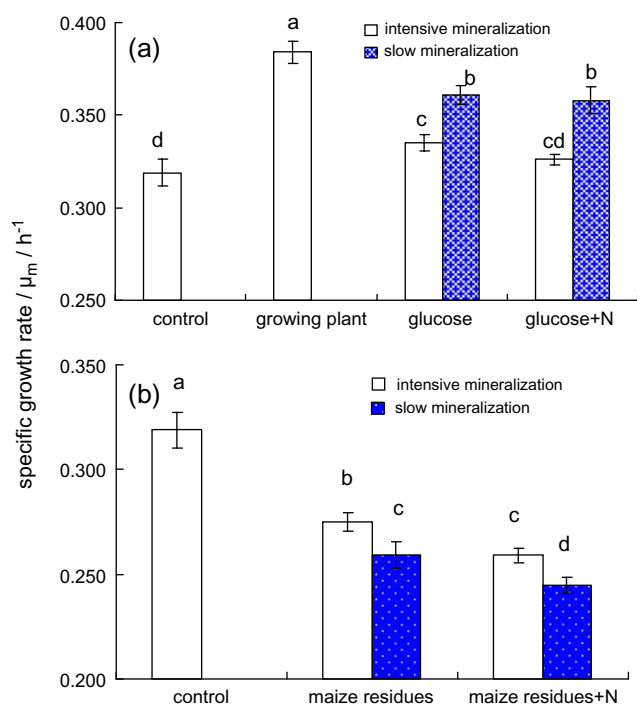 0.400
(a)
a
intensive mineralization
slow mineralization
b
b
0.350
d
c
cd
0.300
0.250
control growing plant glucose glucose+N
specific growth rate / μm / h-1
0.350
(b)
a
intensive mineralization
slow mineralization
0.300
b
c
c
d
0.250
0.200
control maize residues maize residues+N